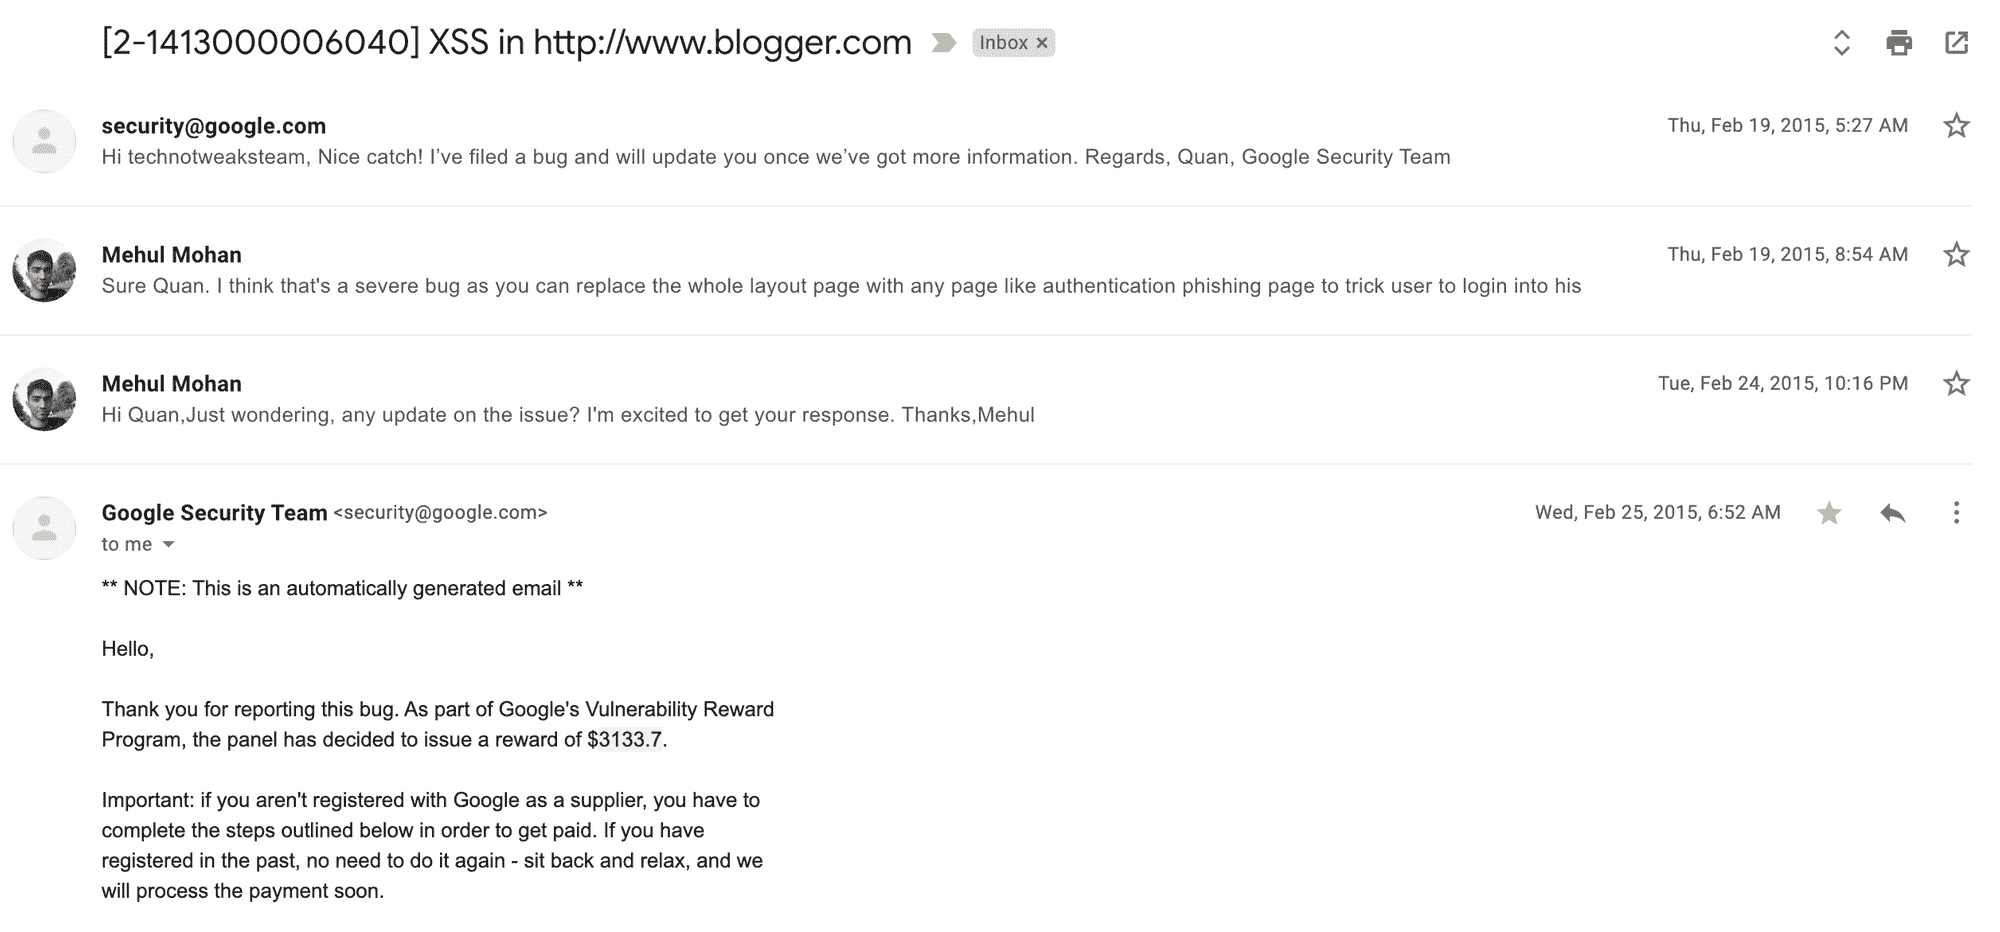 [2-1413000006040] XSS in http://www.blogger.com Inbox ×
security@google.com Thu, Feb 19, 2015, 5:27 AM
Hi technotweaksteam, Nice catch! I’ve filed a bug and will update you once we’ve got more information. Regards, Quan, Google Security Team
Mehul Mohan Thu, Feb 19, 2015, 8:54 AM
Sure Quan. I think that's a severe bug as you can replace the whole layout page with any page like authentication phishing page to trick user to login into his
Mehul Mohan Tue, Feb 24, 2015, 10:16 PM
Hi Quan,Just wondering, any update on the issue? I'm excited to get your response. Thanks,Mehul
Google Security Team <security@google.com> Wed, Feb 25, 2015, 6:52 AM
to me
** NOTE: This is an automatically generated email **
Hello,
Thank you for reporting this bug. As part of Google's Vulnerability Reward
Program, the panel has decided to issue a reward of $3133.7.
Important: if you aren't registered with Google as a supplier, you have to
complete the steps outlined below in order to get paid. If you have
registered in the past, no need to do it again - sit back and relax, and we
will process the payment soon.